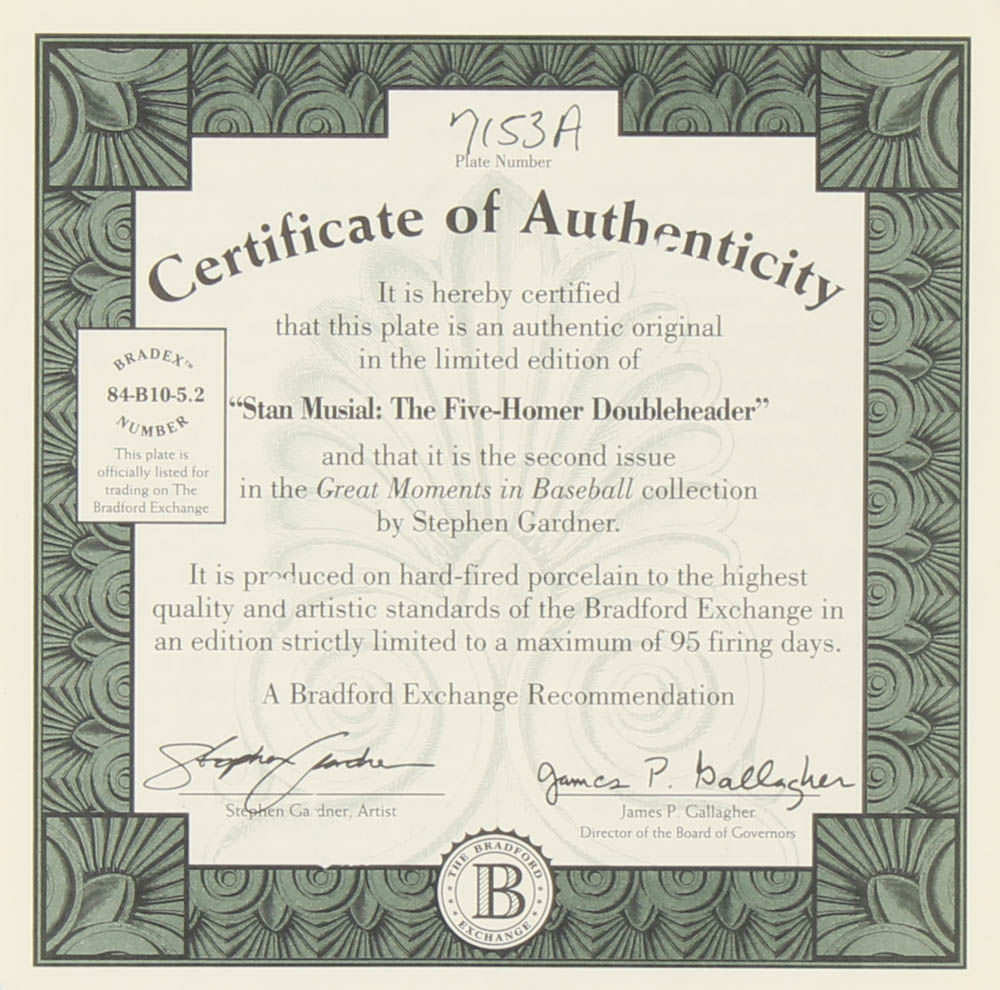 7153A
Plate Number
Certificate of Authenticity
It is hereby certified
that this plate is an authentic original
in the limited edition of
BRADEX™
84-B10-5.2
NUMBER
This plate is
officially listed for
trading on The
Bradford Exchange
“Stan Musial: The Five-Homer Doubleheader”
and that it is the second issue
in the Great Moments in Baseball collection
by Stephen Gardner.
It is produced on hard-fired porcelain to the highest
quality and artistic standards of the Bradford Exchange in
an edition strictly limited to a maximum of 95 firing days.
A Bradford Exchange Recommendation
Stephen Gardner
James P. Gallagher
Stephen Gardner, Artist
James P. Gallagher
Director of the Board of Governors
THE BRADFORD
B
EXCHANGE